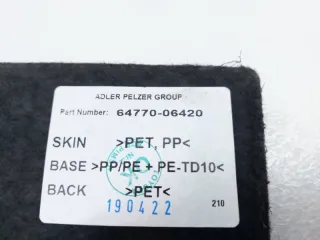 ADLER PELZER GROUP
Part Number: 64770-06420
SKIN >PET, PP<
BASE >PP/PE + PE-TD10<
BACK >PET<
190422 210